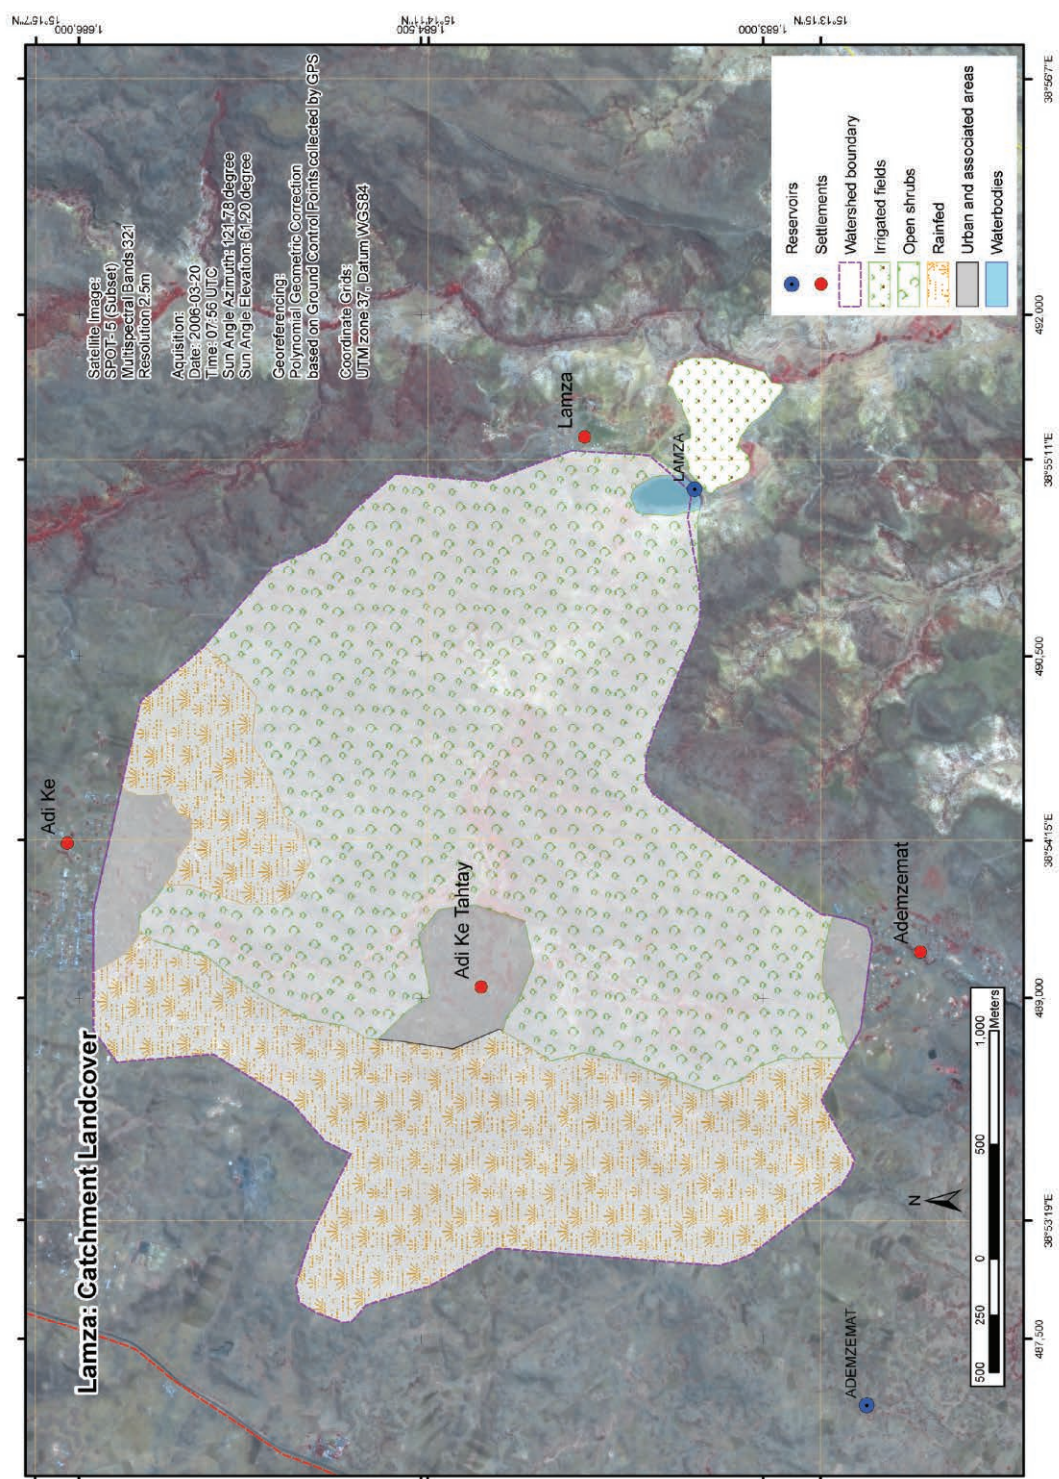 Lamza: Catchment Landcover
Satellite Image:
SPOT-5 (Subset)
Multispectral Bands 321
Resolution 2.5m
Aquisition:
Date: 2006-03-20
Time: 07:56 UTC
Sun Angle Azimuth: 121.78 degree
Sun Angle Elevation: 61.20 degree
Georeferencing:
Polynomial Geometric Correction
based on Ground Control Points collected by GPS
Coordinate Grids:
UTM zone 37, Datum WGS84
Adi Ke
Adi Ke Tahtay
Lamza
LAMZA
Ademzemat
ADEMZEMAT
Reservoirs
Settlements
Watershed boundary
Irrigated fields
Open shrubs
Rainfed
Urban and associated areas
Waterbodies
N
500 250 0 500 1,000
Meters
487,500 38°53'19"E 489,000 38°54'15"E 490,500 38°55'11"E 492,000 38°56'7"E
15°15'7"N
1,686,000
15°14'11"N
1,684,500
1,683,000
15°13'15"N